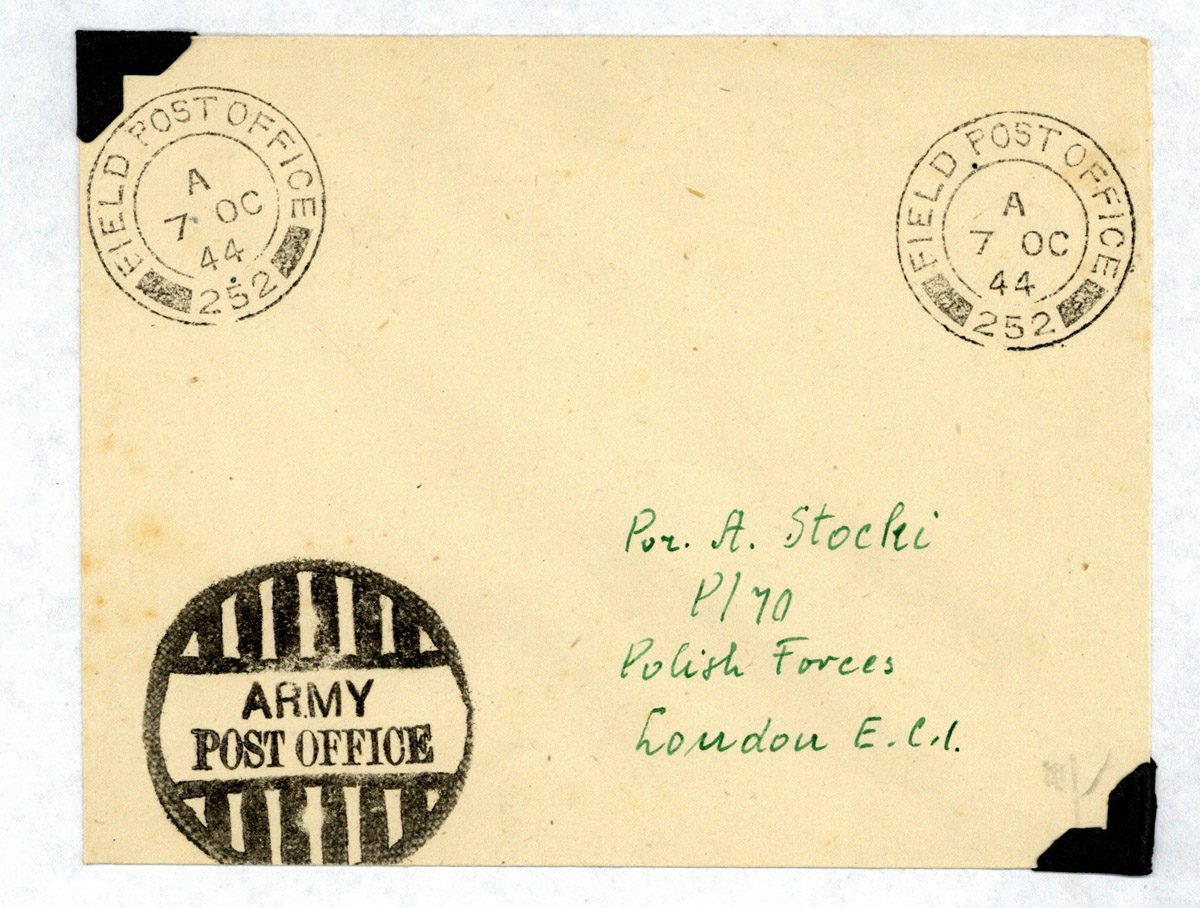 FIELD POST OFFICE
A
7 OC
44
252
FIELD POST OFFICE
A
7 OC
44
252
ARMY
POST OFFICE
Por. A. Stocki
P/70
Polish Forces
London E.C.1.